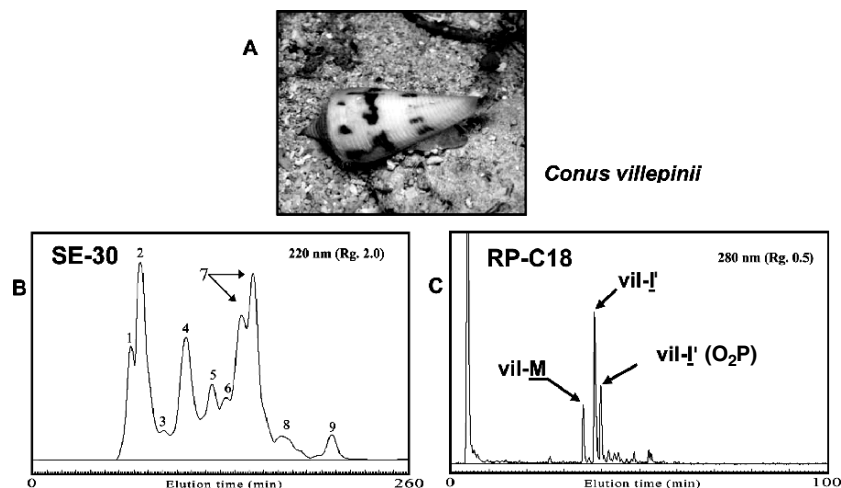 A
Conus villepinii
B
SE-30
220 nm (Rg. 2.0)
1
2
3
4
5
6
7
8
9
Elution time (min)
260
C
RP-C18
280 nm (Rg. 0.5)
vil-M
vil-I'
vil-I' (O₂P)
0
Elution time (min)
100